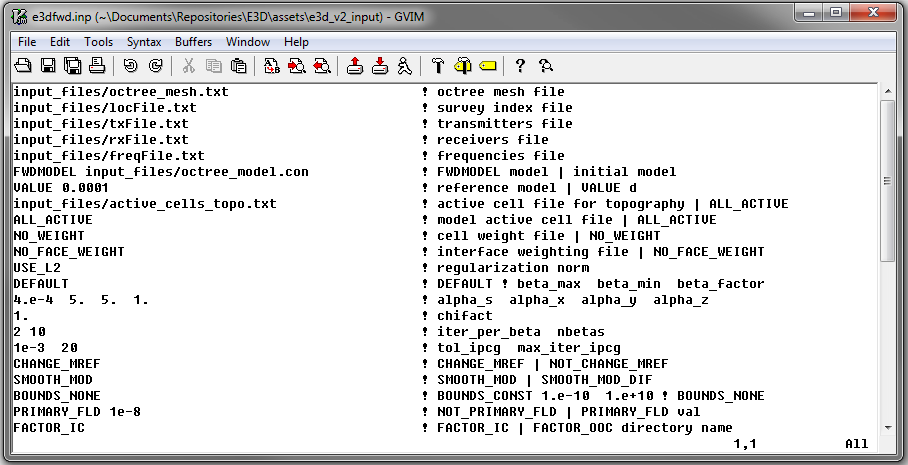 e3dfwd.inp (~\Documents\Repositories\E3D\assets\e3d_v2_input) - GVIM
File Edit Tools Syntax Buffers Window Help
input_files/octree_mesh.txt ! octree mesh file
input_files/locFile.txt ! survey index file
input_files/txFile.txt ! transmitters file
input_files/rxFile.txt ! receivers file
input_files/freqFile.txt ! frequencies file
FWDMODEL input_files/octree_model.con ! FWDMODEL model | initial model
VALUE 0.0001 ! reference model | VALUE d
input_files/active_cells_topo.txt ! active cell file for topography | ALL_ACTIVE
ALL_ACTIVE ! model active cell file | ALL_ACTIVE
NO_WEIGHT ! cell weight file | NO_WEIGHT
NO_FACE_WEIGHT ! interface weighting file | NO_FACE_WEIGHT
USE_L2 ! regularization norm
DEFAULT ! DEFAULT ! beta_max beta_min beta_factor
4.e-4 5. 5. 1. ! alpha_s alpha_x alpha_y alpha_z
1. ! chifact
2 10 ! iter_per_beta nbetas
1e-3 20 ! tol_ipcg max_iter_ipcg
CHANGE_MREF ! CHANGE_MREF | NOT_CHANGE_MREF
SMOOTH_MOD ! SMOOTH_MOD | SMOOTH_MOD_DIF
BOUNDS_NONE ! BOUNDS_CONST 1.e-10 1.e+10 ! BOUNDS_NONE
PRIMARY_FLD 1e-8 ! NOT_PRIMARY_FLD | PRIMARY_FLD val
FACTOR_IC ! FACTOR_IC | FACTOR_OOC directory name
1,1 All